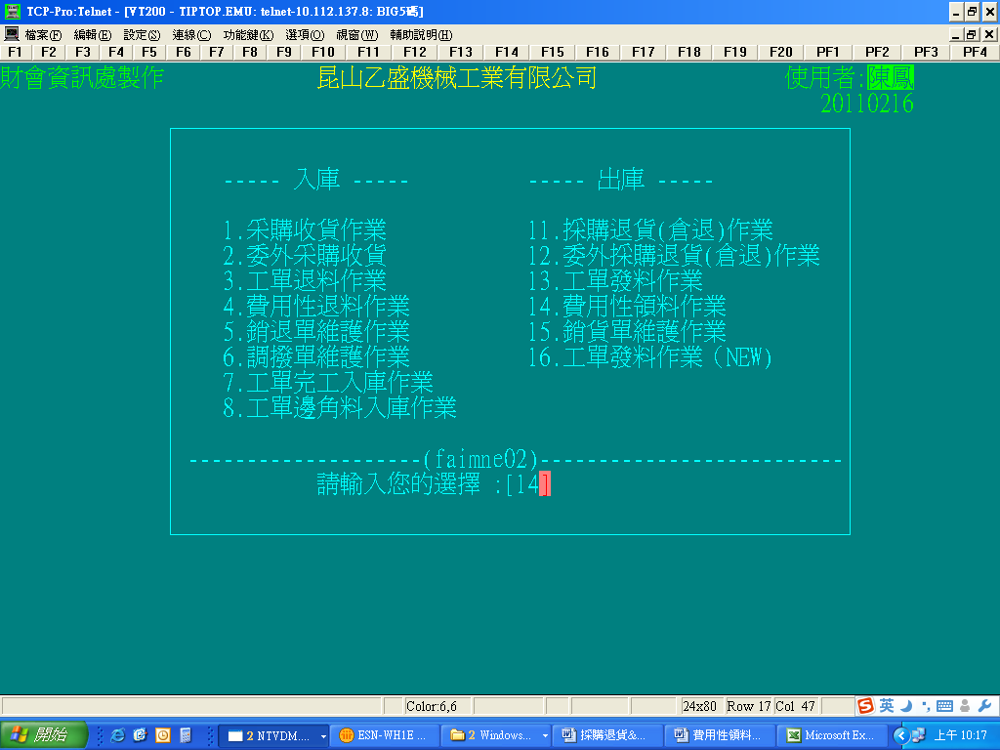 TCP-Pro:Telnet - [VT200 - TIPTOP.EMU: telnet-10.112.137.8: BIG5碼]
檔案(F) 編輯(E) 設定(S) 連線(C) 功能鍵(K) 選項(O) 視窗(W) 輔助說明(H)
F1 F2 F3 F4 F5 F6 F7 F8 F9 F10 F11 F12 F13 F14 F15 F16 F17 F18 F19 F20 PF1 PF2 PF3 PF4
財會資訊處製作 昆山乙盛機械工業有限公司 使用者:陳鳳
20110216
----- 入庫 ----- ----- 出庫 -----
1.采購收貨作業 11.採購退貨(倉退)作業
2.委外采購收貨 12.委外採購退貨(倉退)作業
3.工單退料作業 13.工單發料作業
4.費用性退料作業 14.費用性領料作業
5.銷退單維護作業 15.銷貨單維護作業
6.調撥單維護作業 16.工單發料作業（NEW)
7.工單完工入庫作業
8.工單邊角料入庫作業
--------------------(faimne02)--------------------------
請輸入您的選擇 :[14]
Color:6,6 24x80 Row 17 Col 47 英
開始 2 NTVDM.... ESN-WH1E ... 2 Windows... 採購退貨&... 費用性領料... Microsoft Ex... 上午 10:17